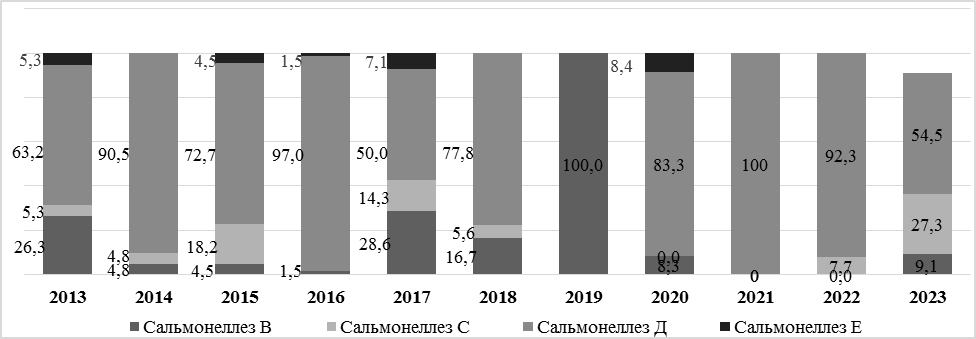 5,3 4,5 1,5 7,1 8,4
63,2 90,5 72,7 97,0 50,0 77,8 100,0 83,3 100 92,3 54,5
5,3 4,8 18,2 14,3 5,6 0,0 7,7 27,3
26,3 4,8 4,5 1,5 28,6 16,7 8,3 0 0,0 9,1
2013 2014 2015 2016 2017 2018 2019 2020 2021 2022 2023
Сальмонеллез В Сальмонеллез С Сальмонеллез Д Сальмонеллез Е